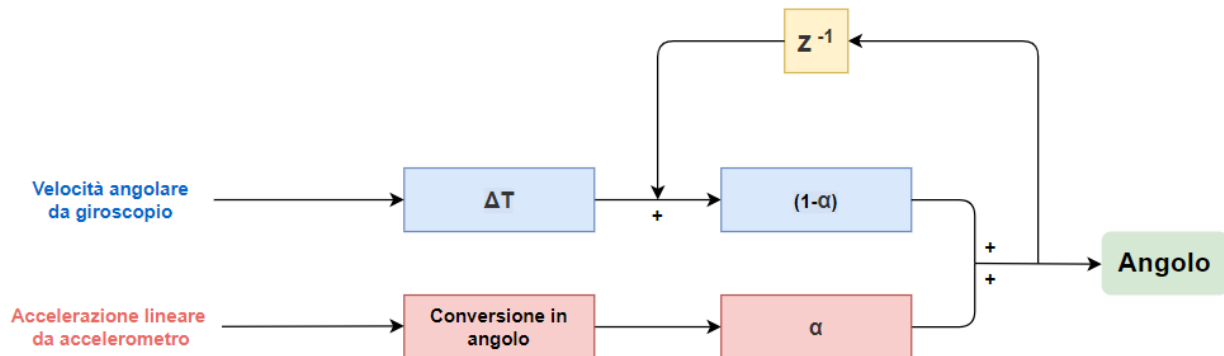 z -1
Velocità angolare
da giroscopio
ΔT
+
(1-α)
+
+
Angolo
Accelerazione lineare
da accelerometro
Conversione in
angolo
α